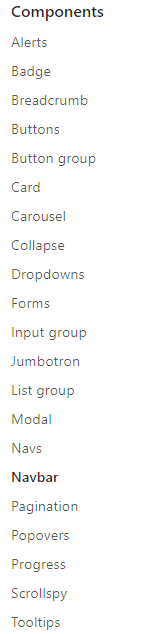 Components
Alerts
Badge
Breadcrumb
Buttons
Button group
Card
Carousel
Collapse
Dropdowns
Forms
Input group
Jumbotron
List group
Modal
Navs
Navbar
Pagination
Popovers
Progress
Scrollspy
Tooltips